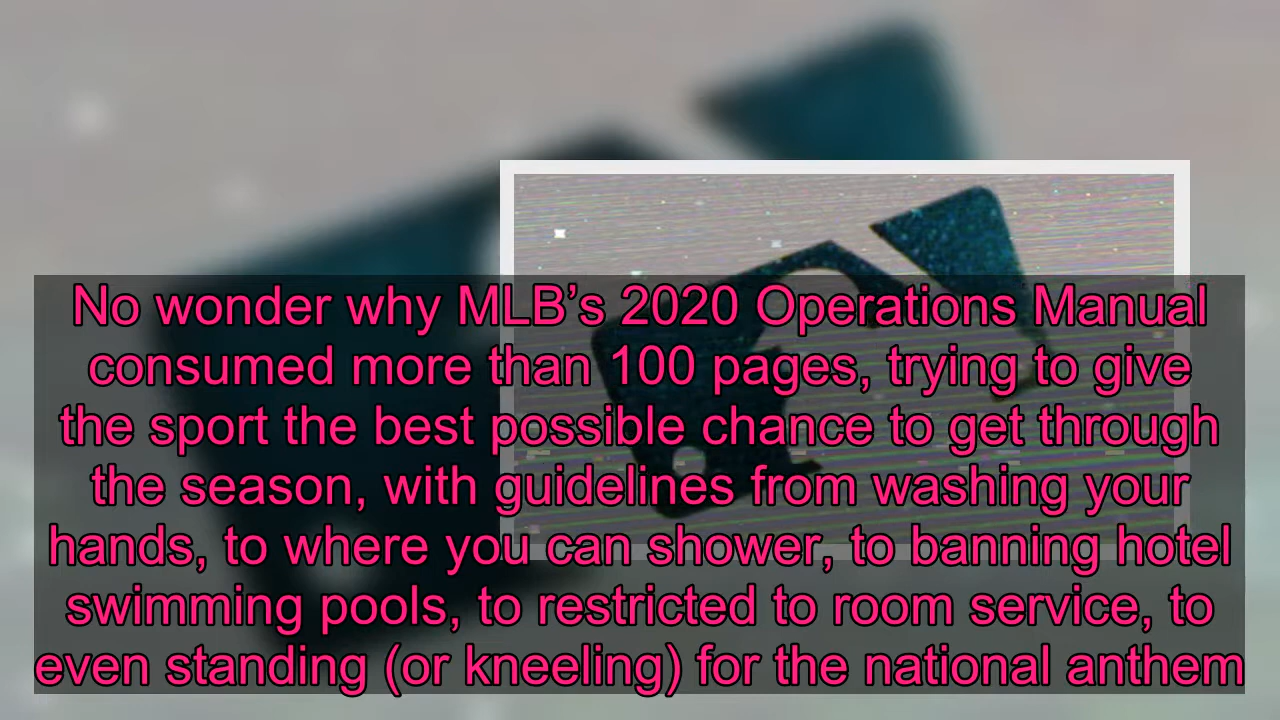 No wonder why MLB’s 2020 Operations Manual
consumed more than 100 pages, trying to give
the sport the best possible chance to get through
the season, with guidelines from washing your
hands, to where you can shower, to banning hotel
swimming pools, to restricted to room service, to
even standing (or kneeling) for the national anthem